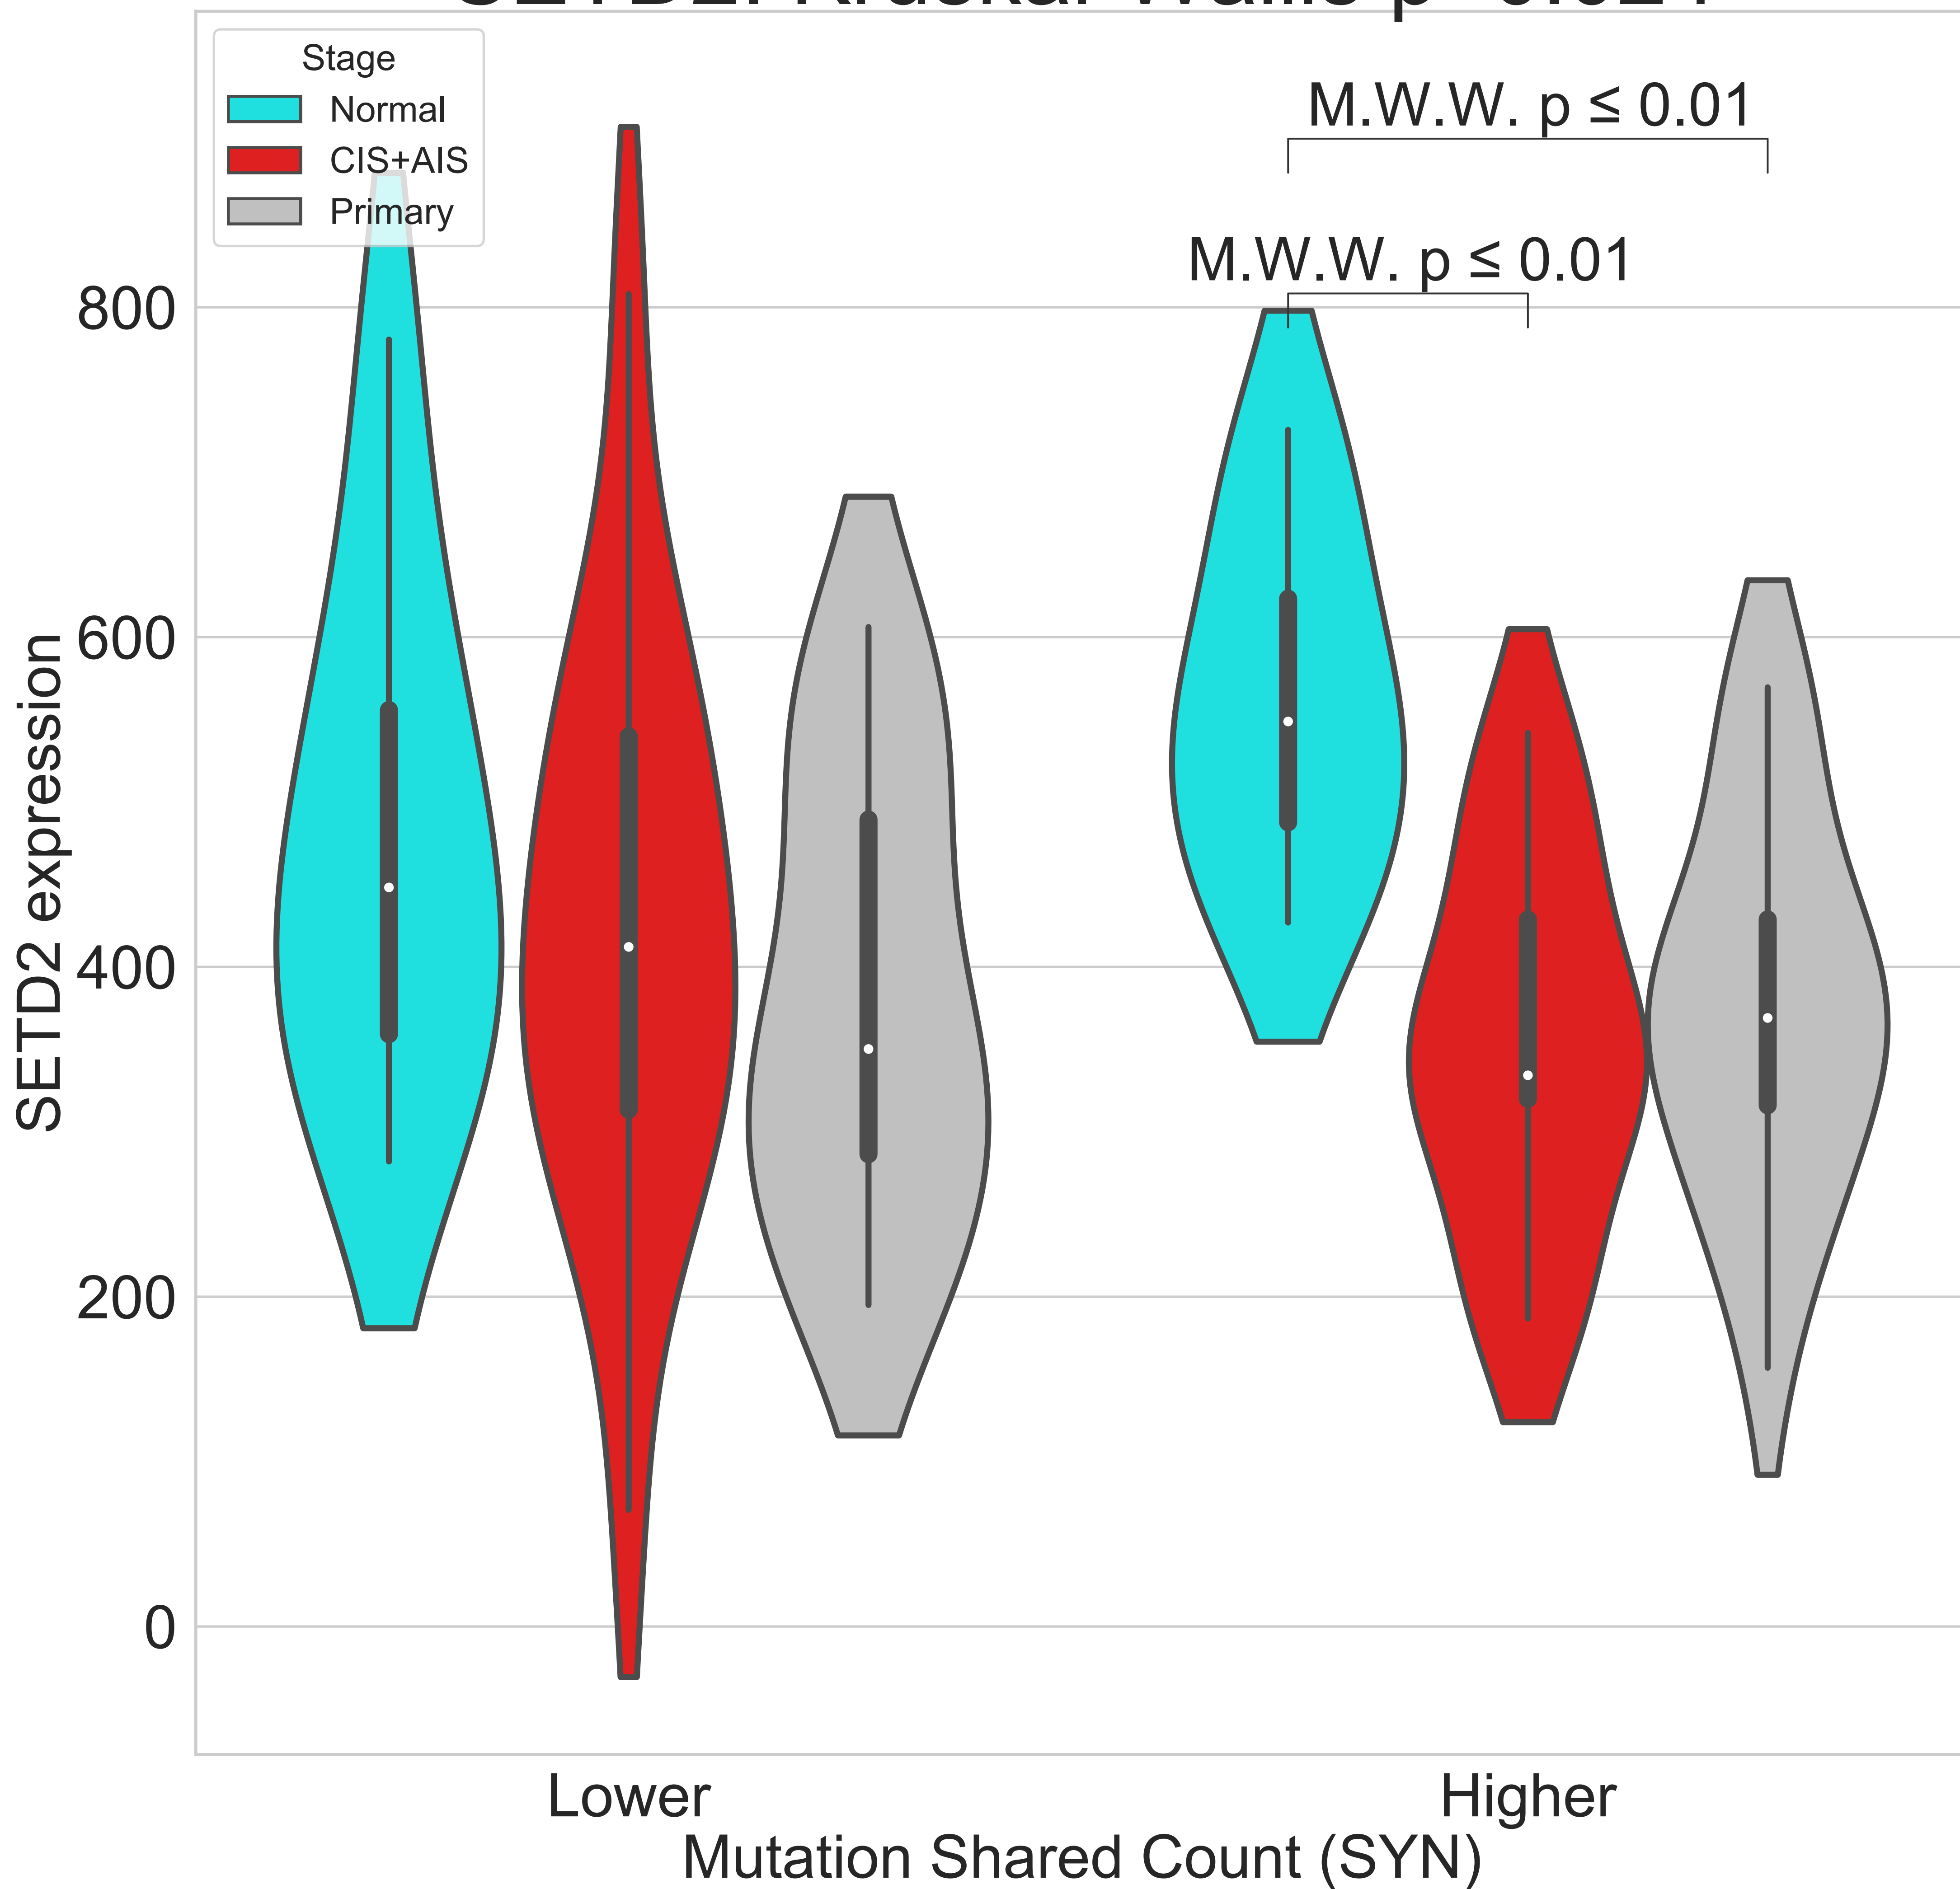 Stage
Normal
CIS+AIS
Primary
M.W.W. p ≤ 0.01
M.W.W. p ≤ 0.01
800
600
400
200
0
SETD2 expression
Lower
Higher
Mutation Shared Count (SYN)